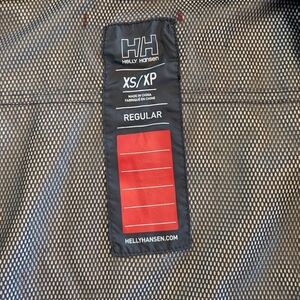 HH
HELLY HANSEN
XS/XP
MADE IN CHINA
FABRIQUÉ EN CHINE
REGULAR
HELLYHANSEN.COM